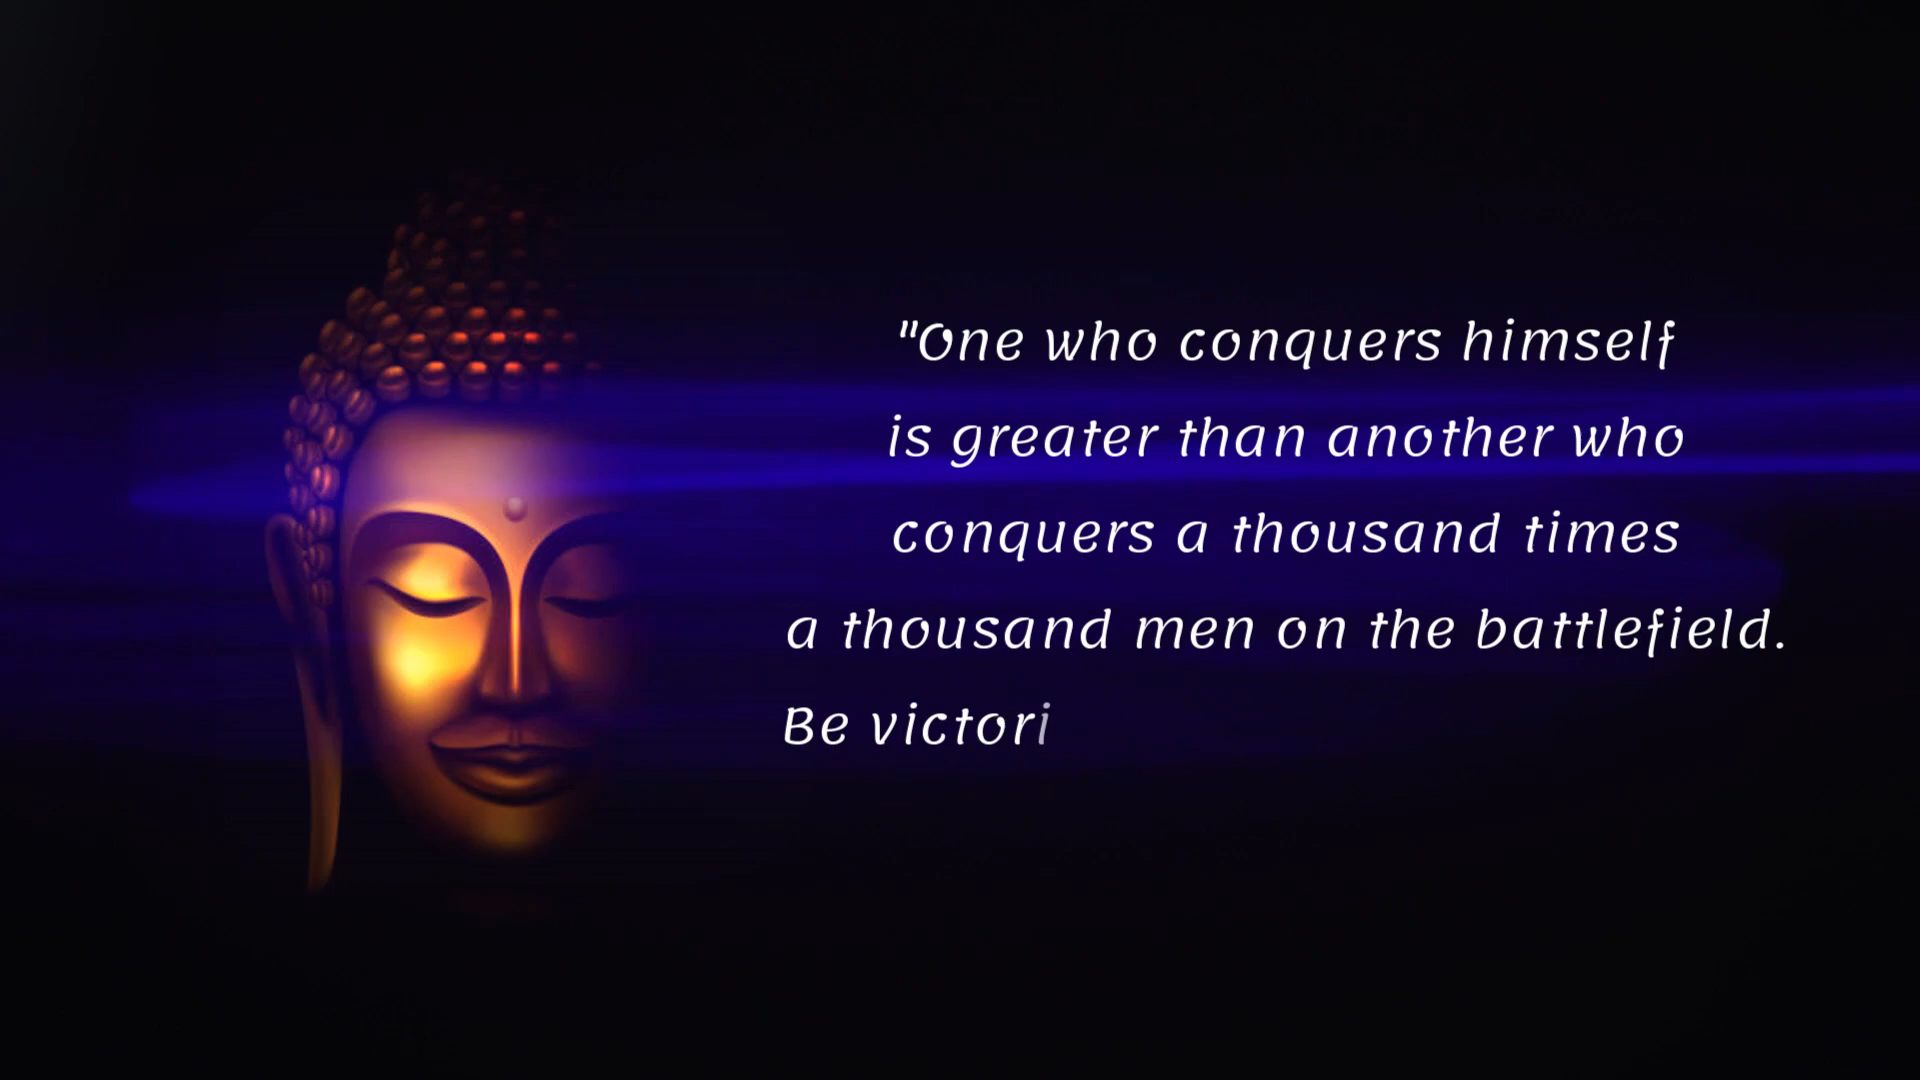 "One who conquers himself
is greater than another who
conquers a thousand times
a thousand men on the battlefield.
Be victori